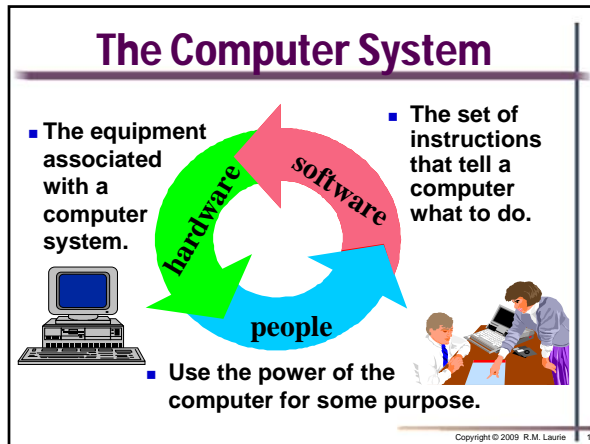 The Computer System
▪ The equipment
associated
with a
computer
system.
▪ The set of
instructions
that tell a
computer
what to do.
hardware
software
people
▪ Use the power of the
computer for some purpose.
Copyright © 2009 R.M. Laurie 1